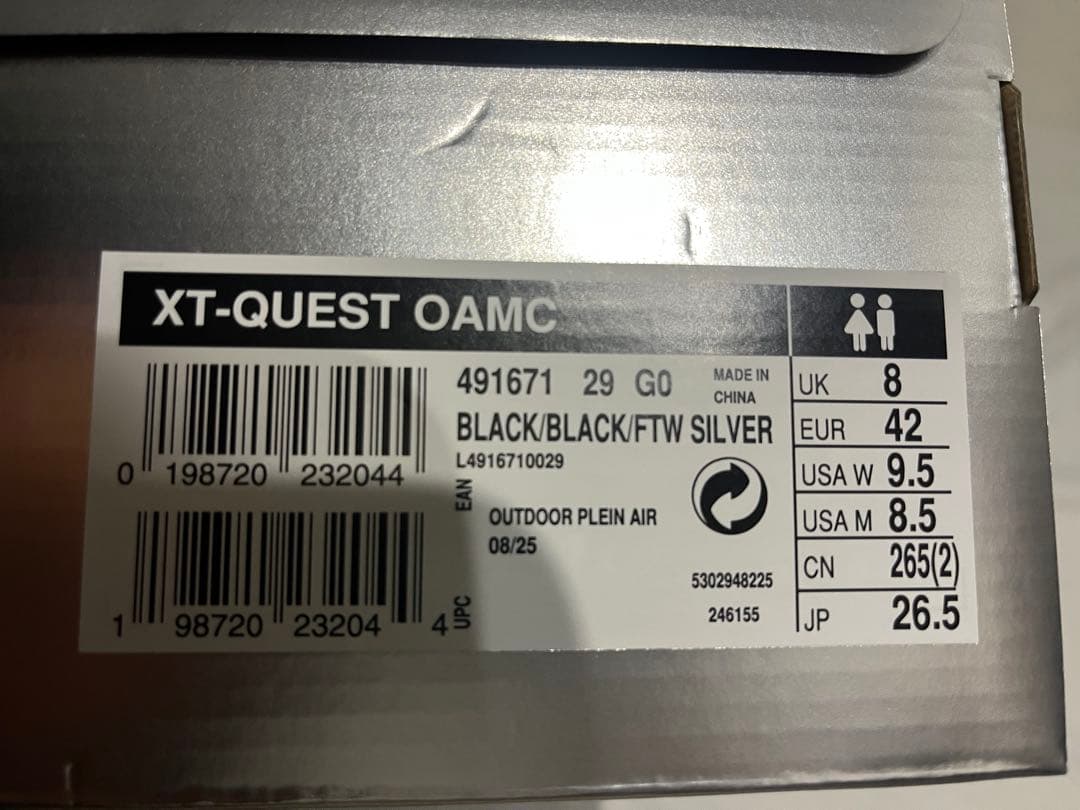 XT-QUEST OAMC
491671 29 G0
MADE IN
CHINA
BLACK/BLACK/FTW SILVER
L4916710029
0 198720 232044
EAN
OUTDOOR PLEIN AIR
08/25
5302948225
246155
1 98720 23204 4
UPC
UK 8
EUR 42
USA W 9.5
USA M 8.5
CN 265(2)
JP 26.5